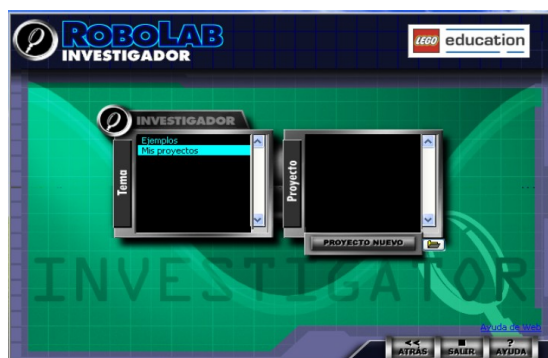 ROBOLAB
INVESTIGADOR
LEGO education
INVESTIGADOR
Tema
Ejemplos
Mis proyectos
Proyecto
PROYECTO NUEVO
INVESTIGATOR
Ayuda de Web
<< ATRÁS
SALIR
? AYUDA